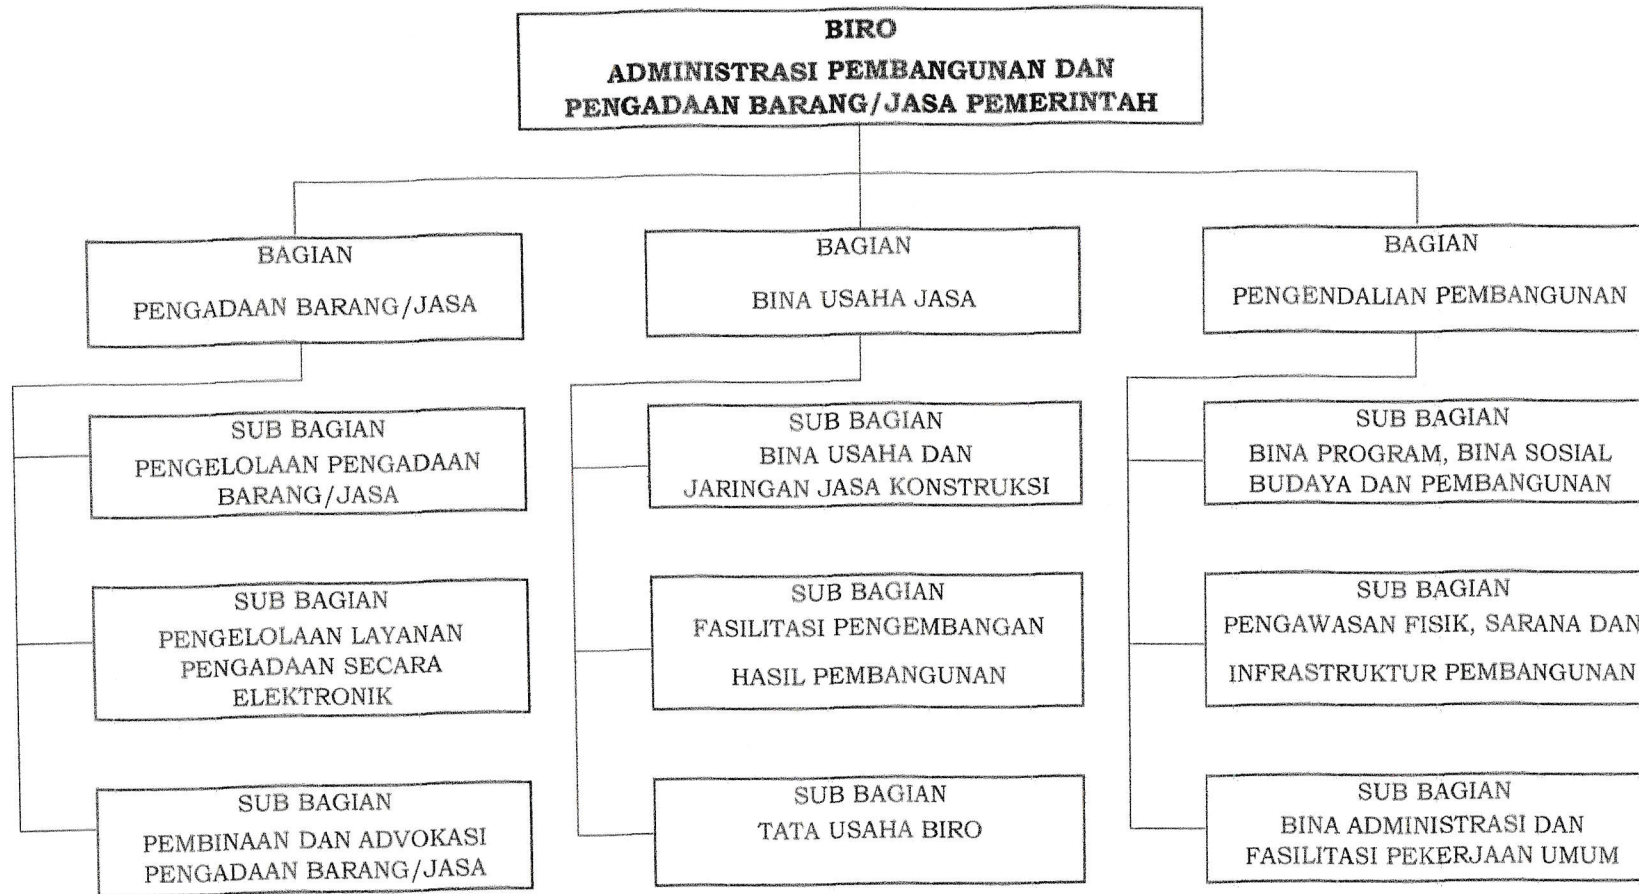 BIRO
ADMINISTRASI PEMBANGUNAN DAN
PENGADAAN BARANG/JASA PEMERINTAH
BAGIAN
PENGADAAN BARANG/JASA
BAGIAN
BINA USAHA JASA
BAGIAN
PENGENDALIAN PEMBANGUNAN
SUB BAGIAN
PENGELOLAAN PENGADAAN
BARANG/JASA
SUB BAGIAN
BINA USAHA DAN
JARINGAN JASA KONSTRUKSI
SUB BAGIAN
BINA PROGRAM, BINA SOSIAL
BUDAYA DAN PEMBANGUNAN
SUB BAGIAN
PENGELOLAAN LAYANAN
PENGADAAN SECARA
ELEKTRONIK
SUB BAGIAN
FASILITASI PENGEMBANGAN
HASIL PEMBANGUNAN
SUB BAGIAN
PENGAWASAN FISIK, SARANA DAN
INFRASTRUKTUR PEMBANGUNAN
SUB BAGIAN
PEMBINAAN DAN ADVOKASI
PENGADAAN BARANG/JASA
SUB BAGIAN
TATA USAHA BIRO
SUB BAGIAN
BINA ADMINISTRASI DAN
FASILITASI PEKERJAAN UMUM